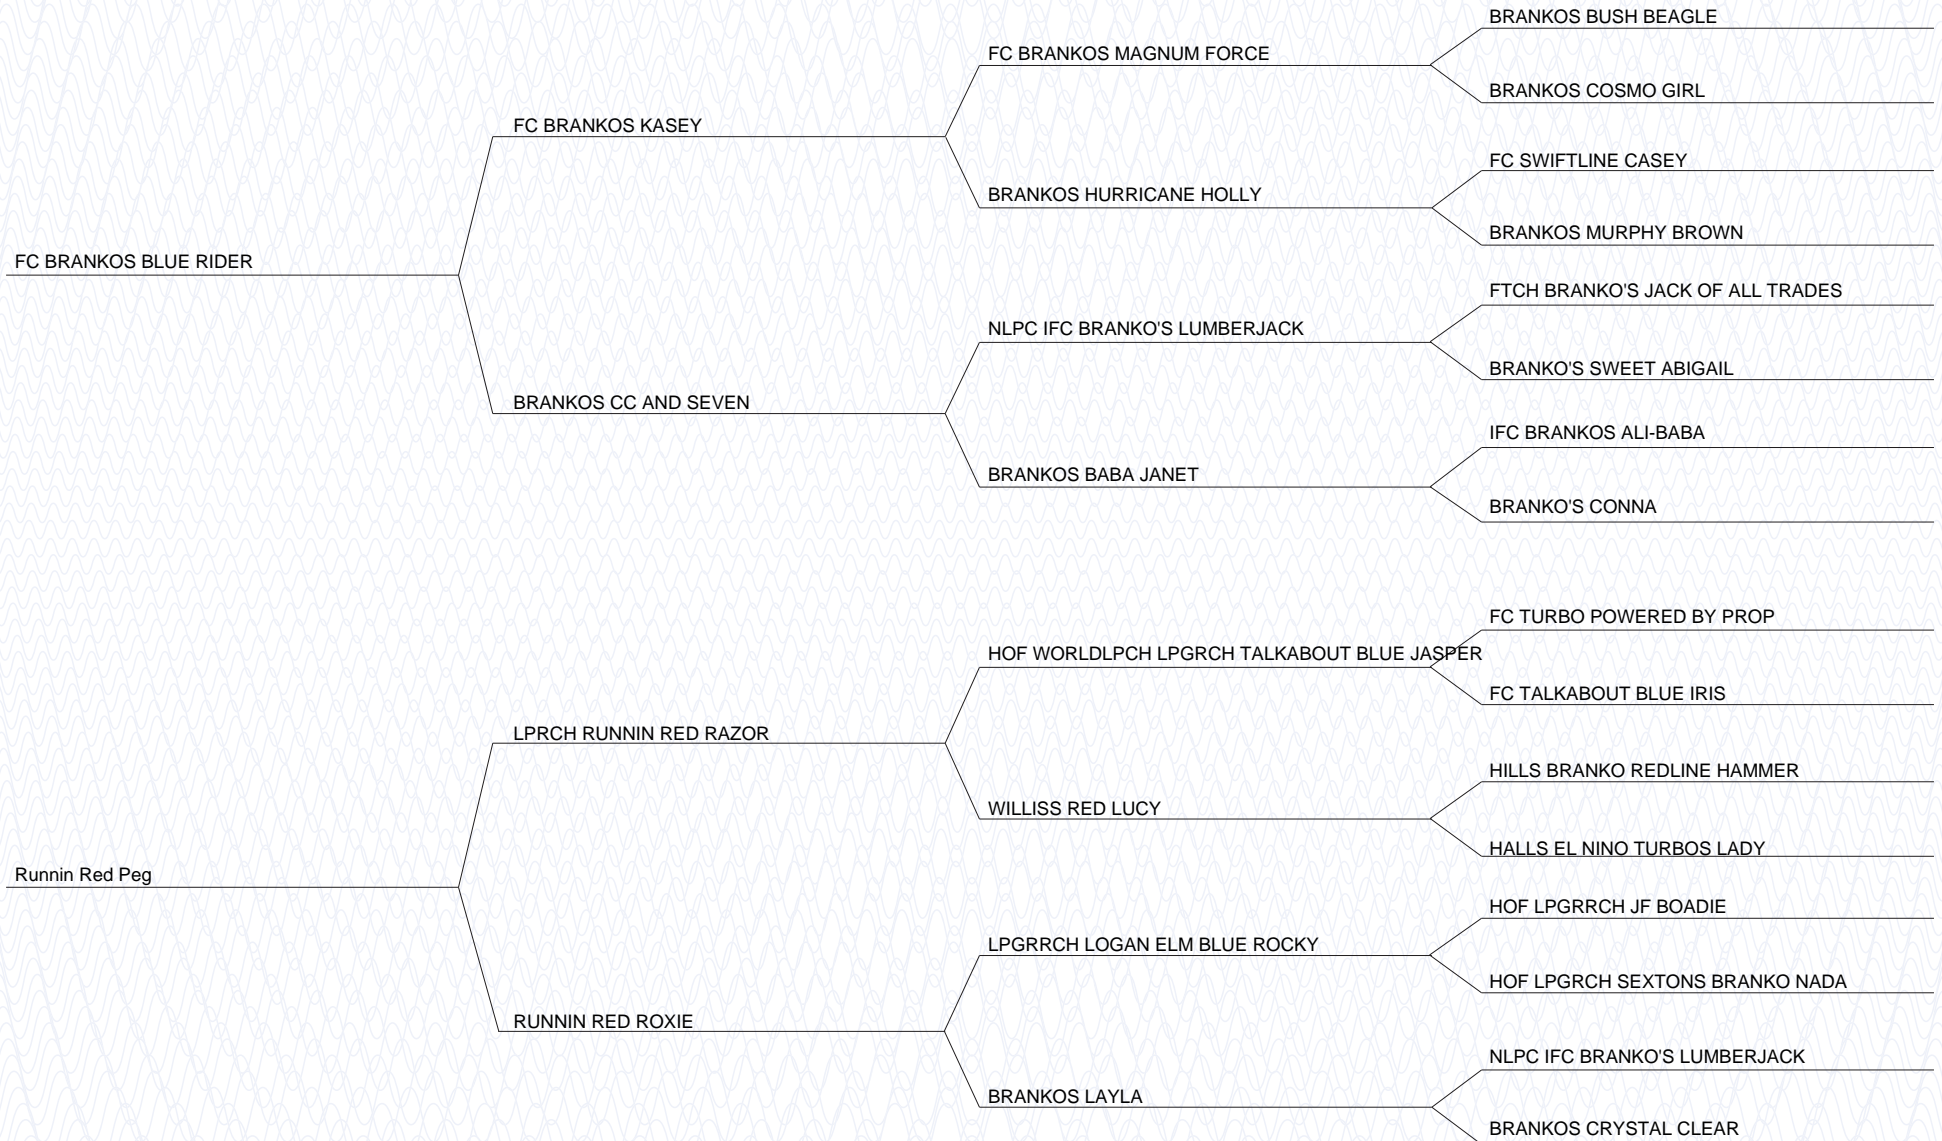 BRANKOS BUSH BEAGLE
FC BRANKOS MAGNUM FORCE
BRANKOS COSMO GIRL
FC BRANKOS KASEY
FC SWIFTLINE CASEY
BRANKOS HURRICANE HOLLY
BRANKOS MURPHY BROWN
FC BRANKOS BLUE RIDER
FTCH BRANKO'S JACK OF ALL TRADES
NLPC IFC BRANKO'S LUMBERJACK
BRANKO'S SWEET ABIGAIL
BRANKOS CC AND SEVEN
IFC BRANKOS ALI-BABA
BRANKOS BABA JANET
BRANKO'S CONNA
FC TURBO POWERED BY PROP
HOF WORLDLPCH LPGRCH TALKABOUT BLUE JASPER
FC TALKABOUT BLUE IRIS
LPRCH RUNNIN RED RAZOR
HILLS BRANKO REDLINE HAMMER
WILLISS RED LUCY
HALLS EL NINO TURBOS LADY
Runnin Red Peg
HOF LPGRRCH JF BOADIE
LPGRRCH LOGAN ELM BLUE ROCKY
HOF LPGRCH SEXTONS BRANKO NADA
RUNNIN RED ROXIE
NLPC IFC BRANKO'S LUMBERJACK
BRANKOS LAYLA
BRANKOS CRYSTAL CLEAR